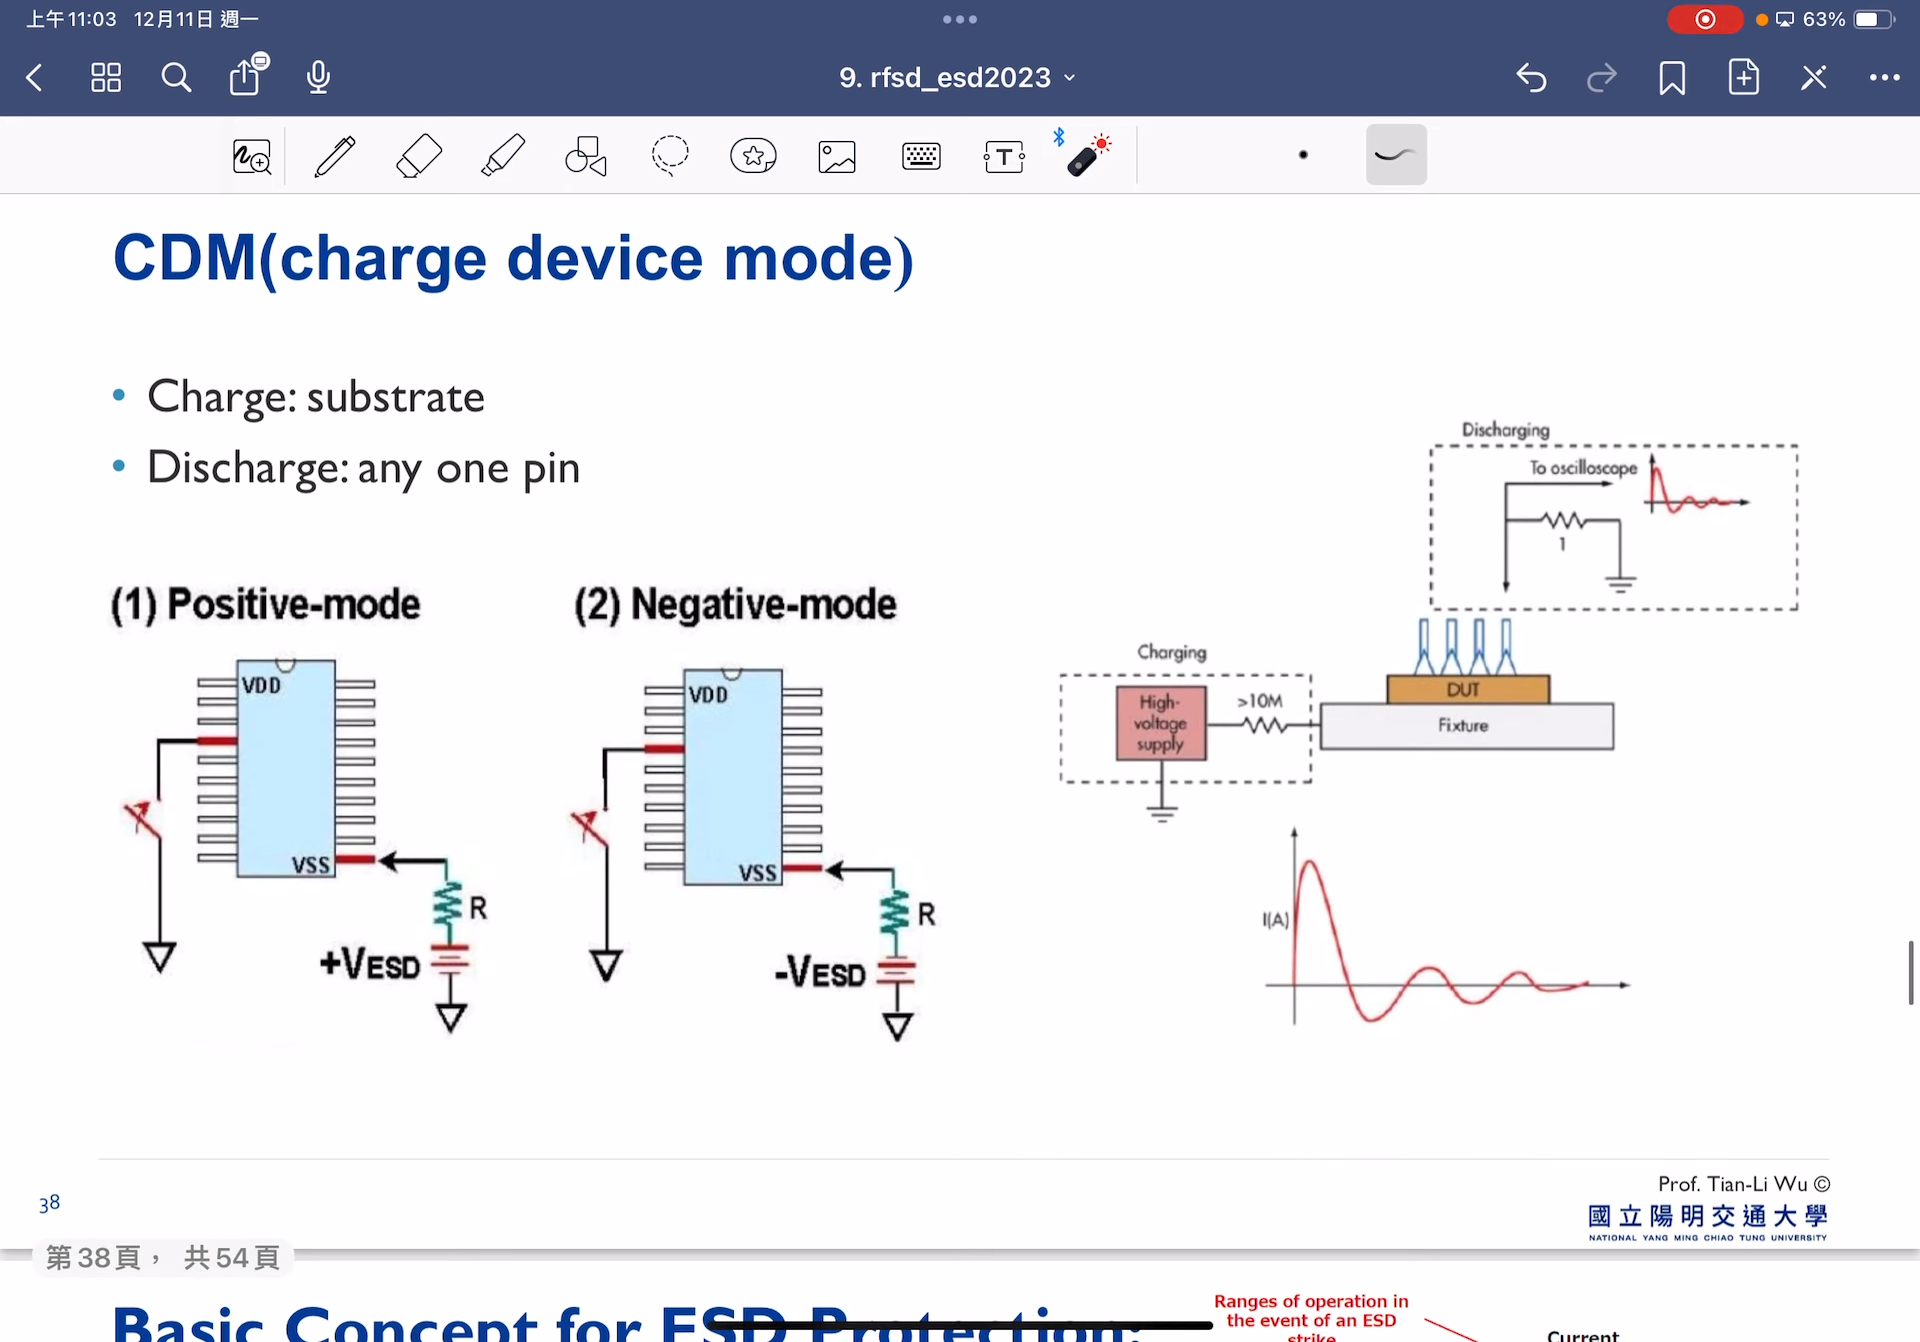 上午11:03 12月11日 週一
63%
9. rfsd_esd2023
T
CDM(charge device mode)
• Charge: substrate
• Discharge: any one pin
(1) Positive-mode
VDD
VSS
R
+VESD
(2) Negative-mode
VDD
VSS
R
-VESD
Discharging
To oscilloscope
1
Charging
High-
voltage
supply
>10M
DUT
Fixture
I(A)
38
Prof. Tian-Li Wu ©
國立陽明交通大學
NATIONAL YANG MING CHIAO TUNG UNIVERSITY
第38頁， 共54頁
Basic Concept for ESD Protection:
Ranges of operation in
the event of an ESD
strike
Current